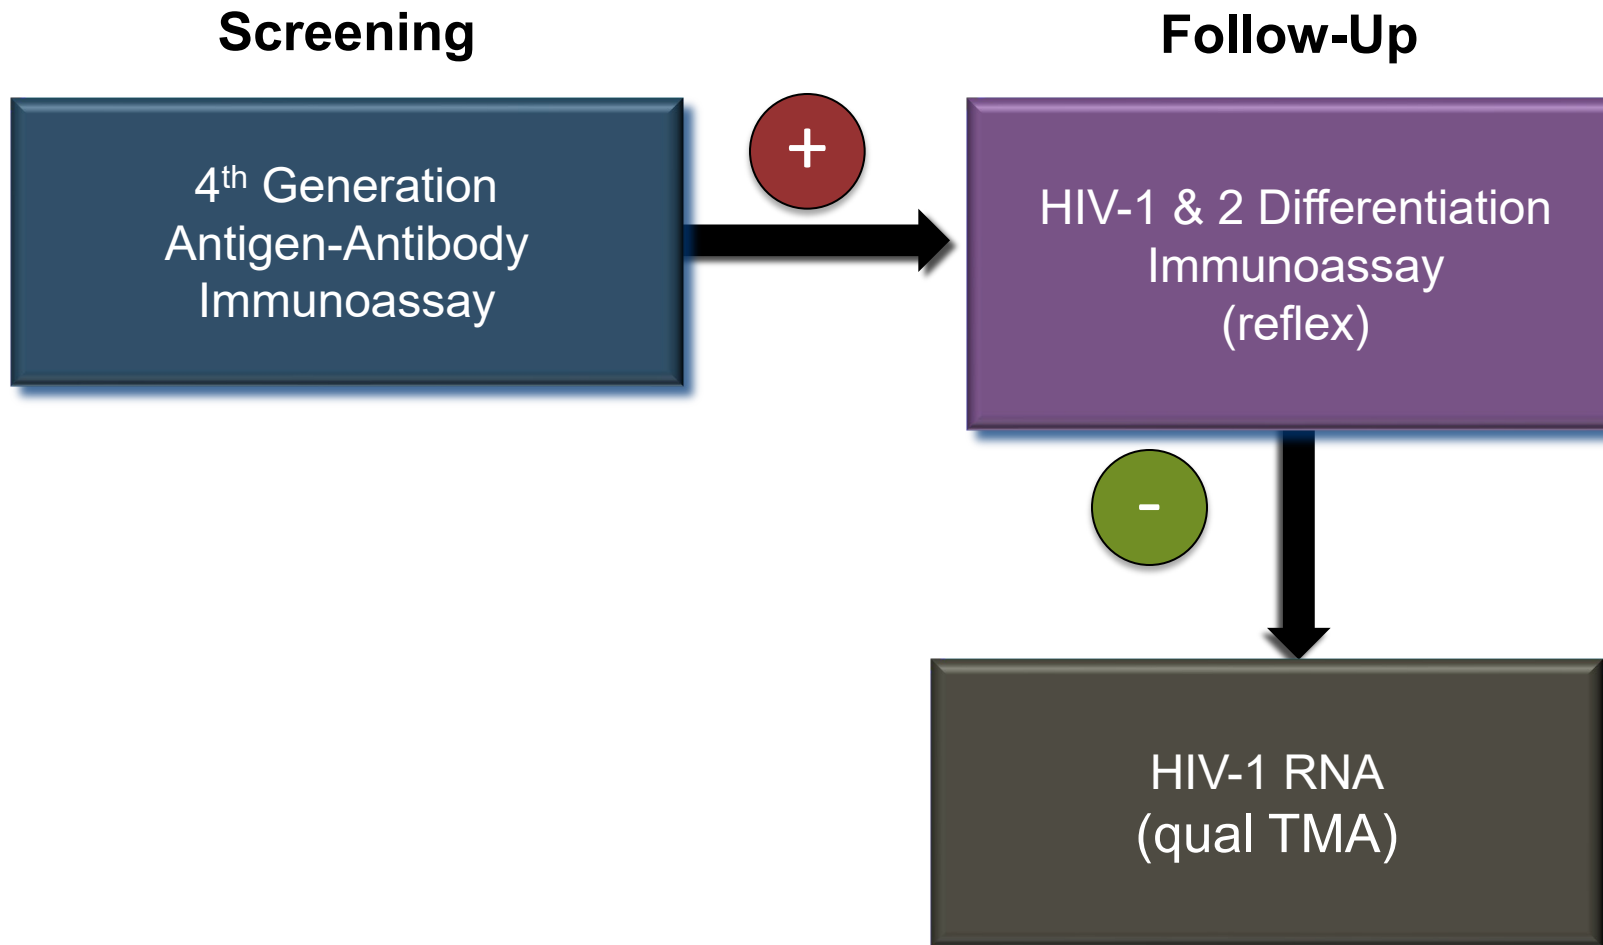 Screening
Follow-Up
4th Generation
Antigen-Antibody
Immunoassay
+
HIV-1 & 2 Differentiation
Immunoassay
(reflex)
-
HIV-1 RNA
(qual TMA)